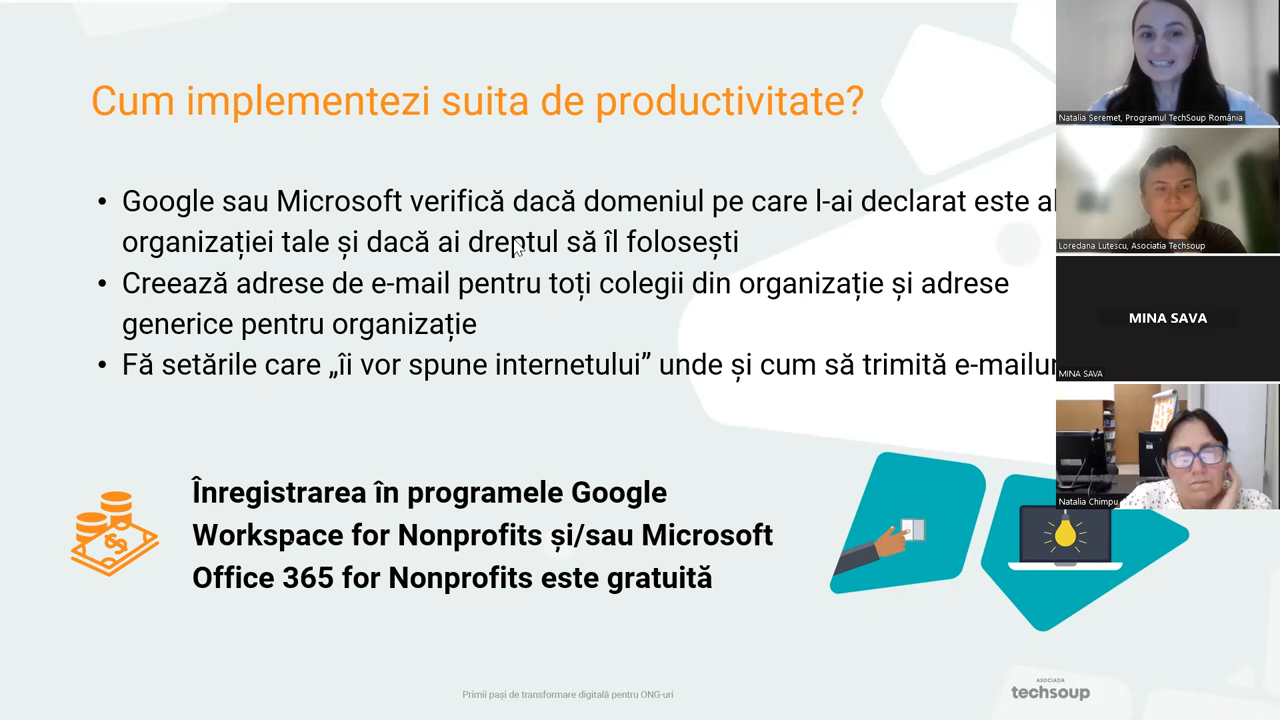 Cum implementezi suita de productivitate?
• Google sau Microsoft verifică dacă domeniul pe care l-ai declarat este al
organizației tale și dacă ai dreptul să îl folosești
• Creează adrese de e-mail pentru toți colegii din organizație și adrese
generice pentru organizație
• Fă setările care „îi vor spune internetului” unde și cum să trimită e-mailur
Înregistrarea în programele Google
Workspace for Nonprofits și/sau Microsoft
Office 365 for Nonprofits este gratuită
Primii pași de transformare digitală pentru ONG-uri
ASOCIAȚIA
techsoup
Natalia Șeremet, Programul TechSoup România
Loredana Lutescu, Asociatia Techsoup
MINA SAVA
MINA SAVA
Natalia Chimpu